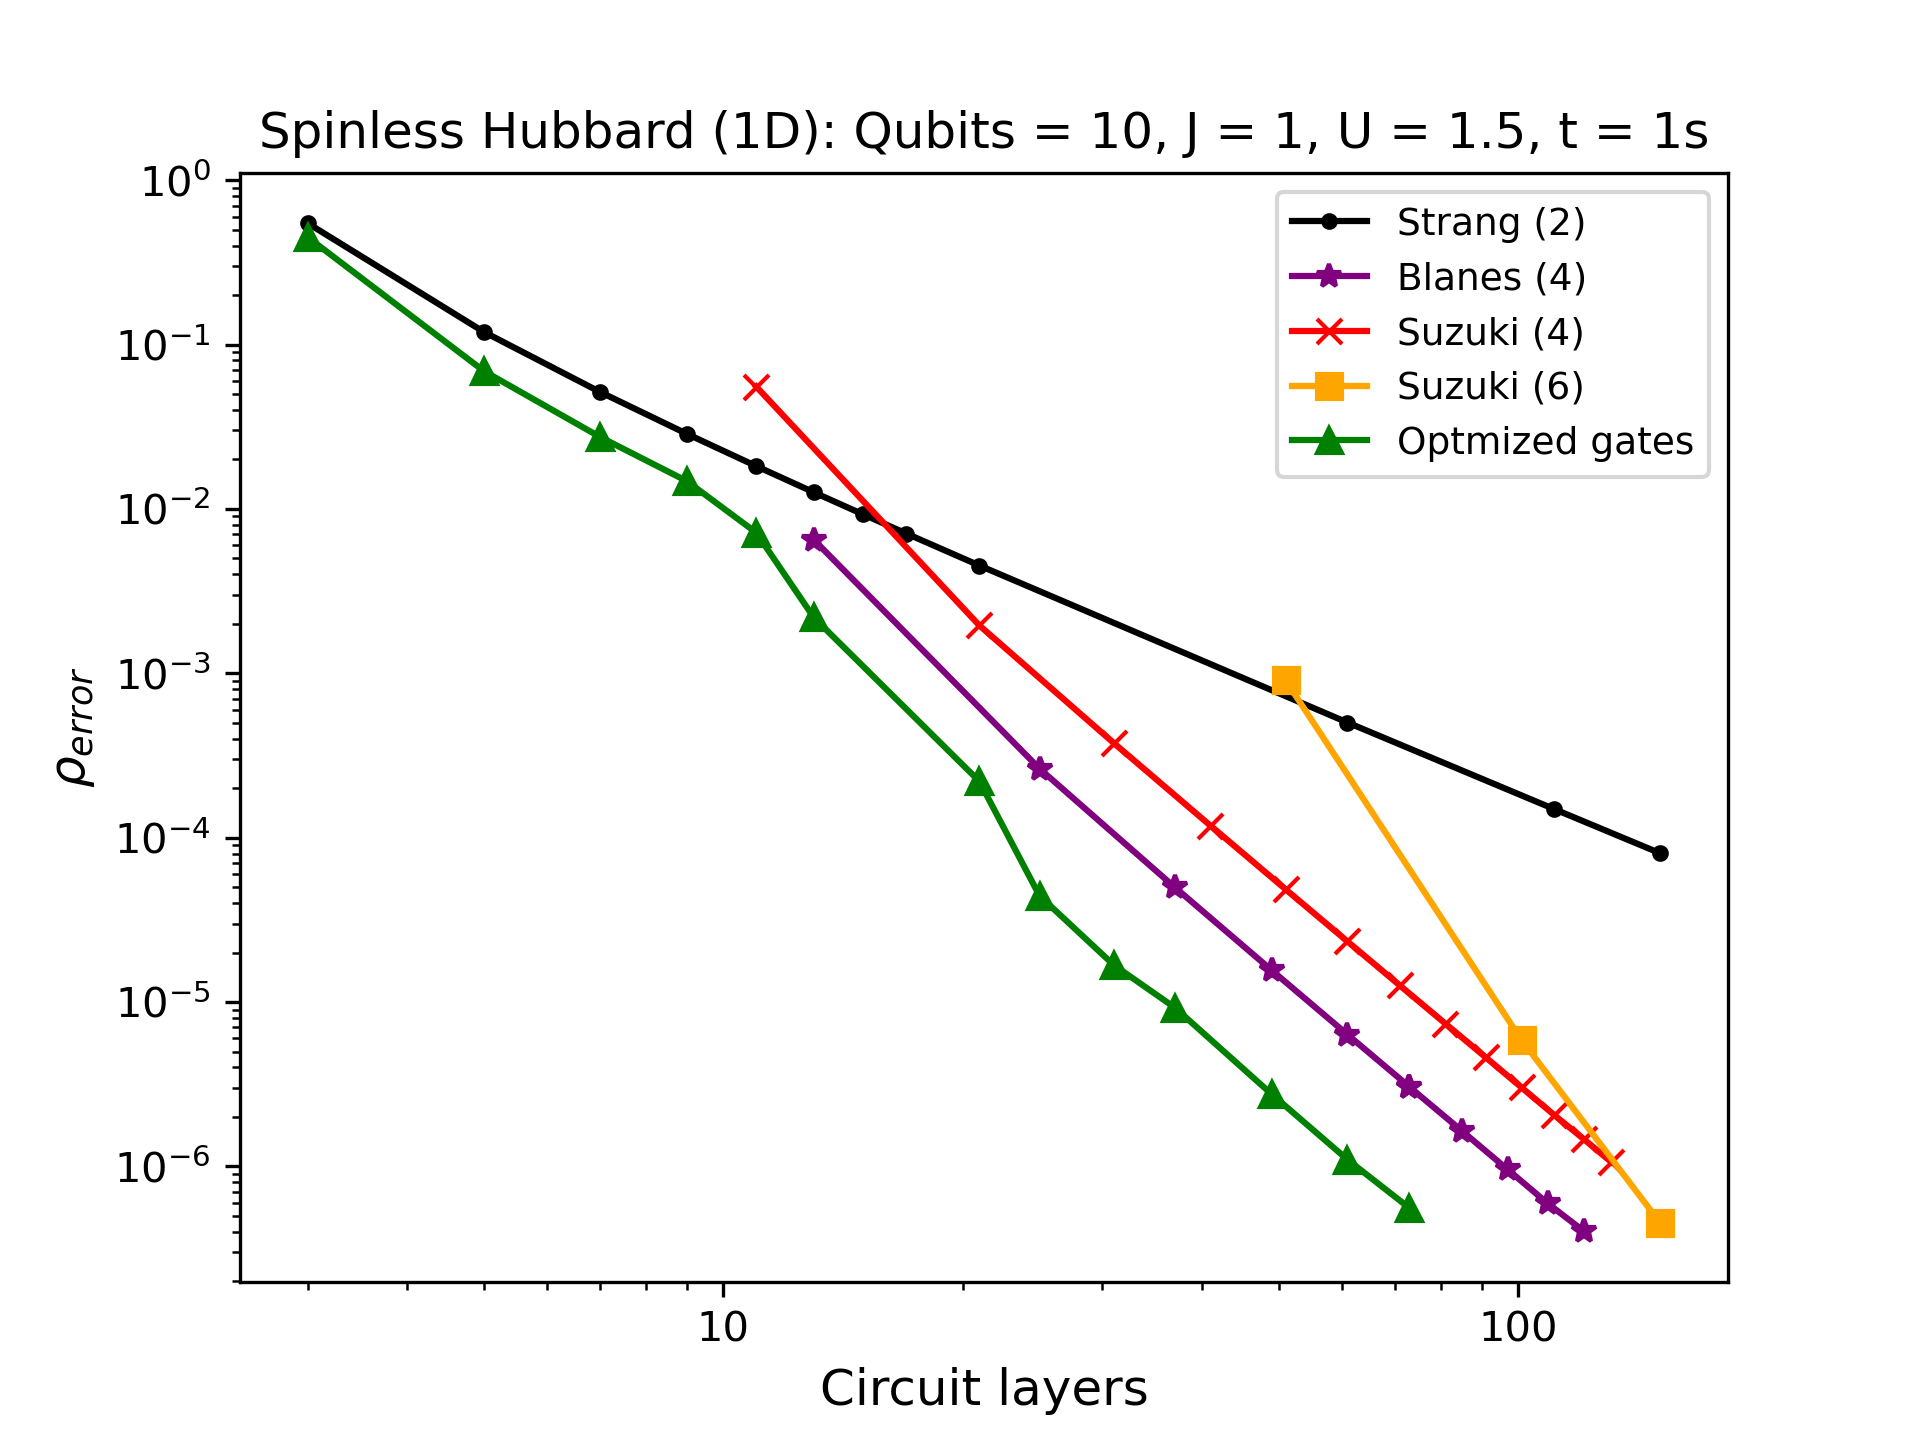 Spinless Hubbard (1D): Qubits = 10, J = 1, U = 1.5, t = 1s
10⁰
10⁻¹
10⁻²
10⁻³
10⁻⁴
10⁻⁵
10⁻⁶
ρ_error
Strang (2)
Blanes (4)
Suzuki (4)
Suzuki (6)
Optmized gates
10 100
Circuit layers